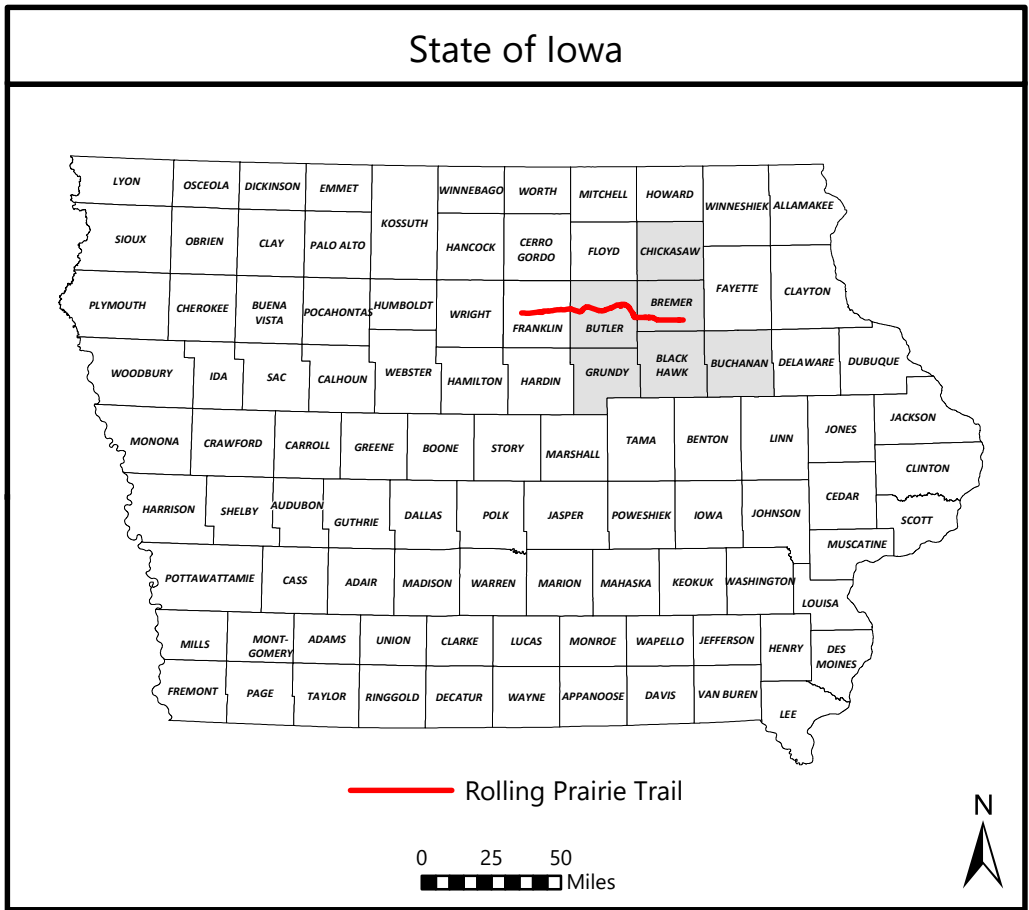 State of Iowa
LYON
OSCEOLA
DICKINSON
EMMET
KOSSUTH
WINNEBAGO
WORTH
MITCHELL
HOWARD
WINNESHIEK
ALLAMAKEE
SIOUX
OBRIEN
CLAY
PALO ALTO
HANCOCK
CERRO
GORDO
FLOYD
CHICKASAW
PLYMOUTH
CHEROKEE
BUENA
VISTA
POCAHONTAS
HUMBOLDT
WRIGHT
FRANKLIN
BUTLER
BREMER
FAYETTE
CLAYTON
WOODBURY
IDA
SAC
CALHOUN
WEBSTER
HAMILTON
HARDIN
GRUNDY
BLACK
HAWK
BUCHANAN
DELAWARE
DUBUQUE
MONONA
CRAWFORD
CARROLL
GREENE
BOONE
STORY
MARSHALL
TAMA
BENTON
LINN
JONES
JACKSON
CLINTON
HARRISON
SHELBY
AUDUBON
GUTHRIE
DALLAS
POLK
JASPER
POWESHIEK
IOWA
JOHNSON
CEDAR
SCOTT
MUSCATINE
POTTAWATTAMIE
CASS
ADAIR
MADISON
WARREN
MARION
MAHASKA
KEOKUK
WASHINGTON
LOUISA
MILLS
MONT-
GOMERY
ADAMS
UNION
CLARKE
LUCAS
MONROE
WAPELLO
JEFFERSON
HENRY
DES
MOINES
FREMONT
PAGE
TAYLOR
RINGGOLD
DECATUR
WAYNE
APPANOOSE
DAVIS
VAN BUREN
LEE
Rolling Prairie Trail
N
0 25 50
Miles